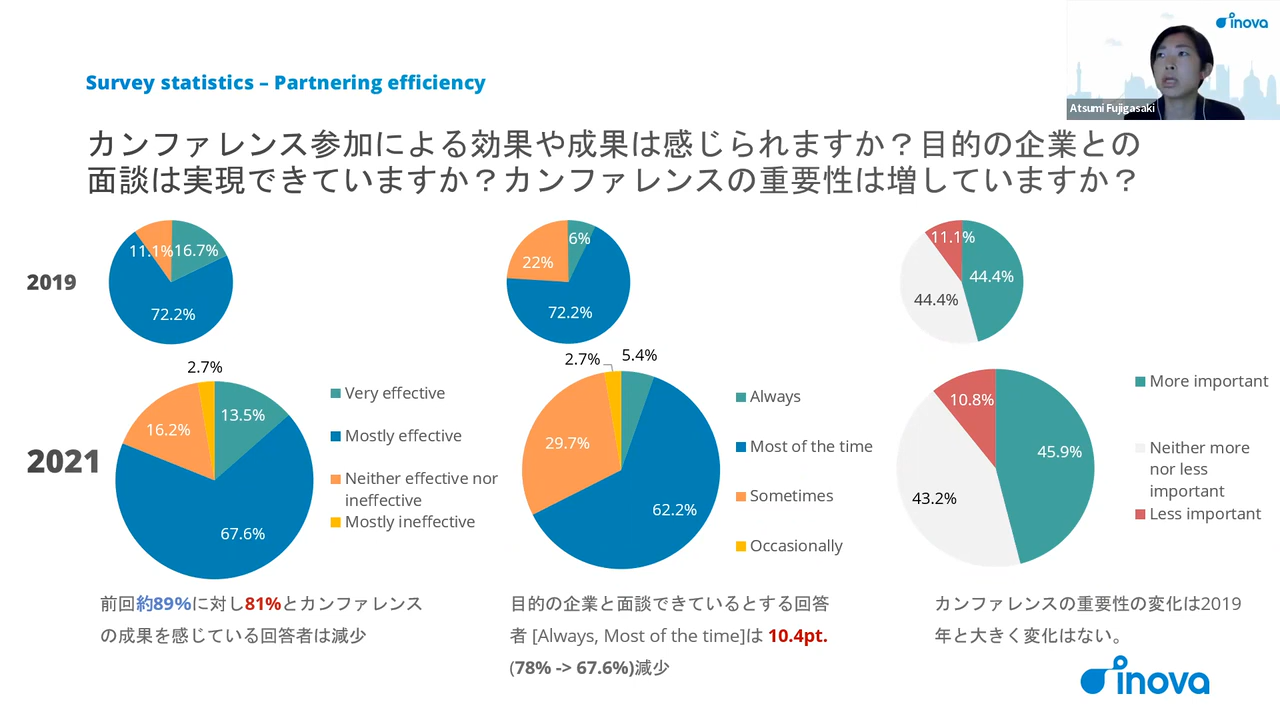 inova
Atsumi Fujigasaki
Survey statistics – Partnering efficiency
カンファレンス参加による効果や成果は感じられますか？目的の企業との
面談は実現できていますか？カンファレンスの重要性は増していますか？
2019
11.1%
16.7%
72.2%
6%
22%
72.2%
11.1%
44.4%
44.4%
2021
2.7%
13.5%
16.2%
67.6%
Very effective
Mostly effective
Neither effective nor
ineffective
Mostly ineffective
2.7%
5.4%
29.7%
62.2%
Always
Most of the time
Sometimes
Occasionally
10.8%
45.9%
43.2%
More important
Neither more
nor less
important
Less important
前回約89%に対し81%とカンファレンス
の成果を感じている回答者は減少
目的の企業と面談できているとする回答
者 [Always, Most of the time]は 10.4pt.
(78% -> 67.6%)減少
カンファレンスの重要性の変化は2019
年と大きく変化はない。
inova